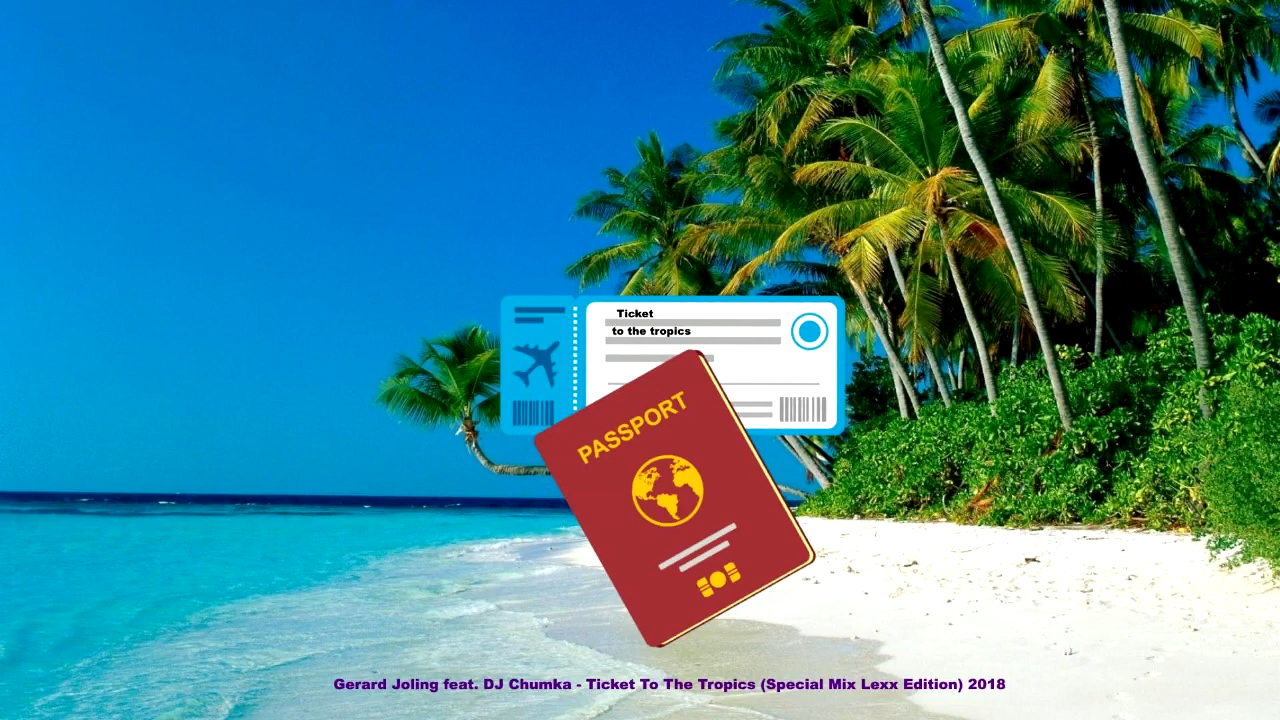 Ticket
to the tropics
PASSPORT
Gerard Joling feat. DJ Chumka - Ticket To The Tropics (Special Mix Lexx Edition) 2018